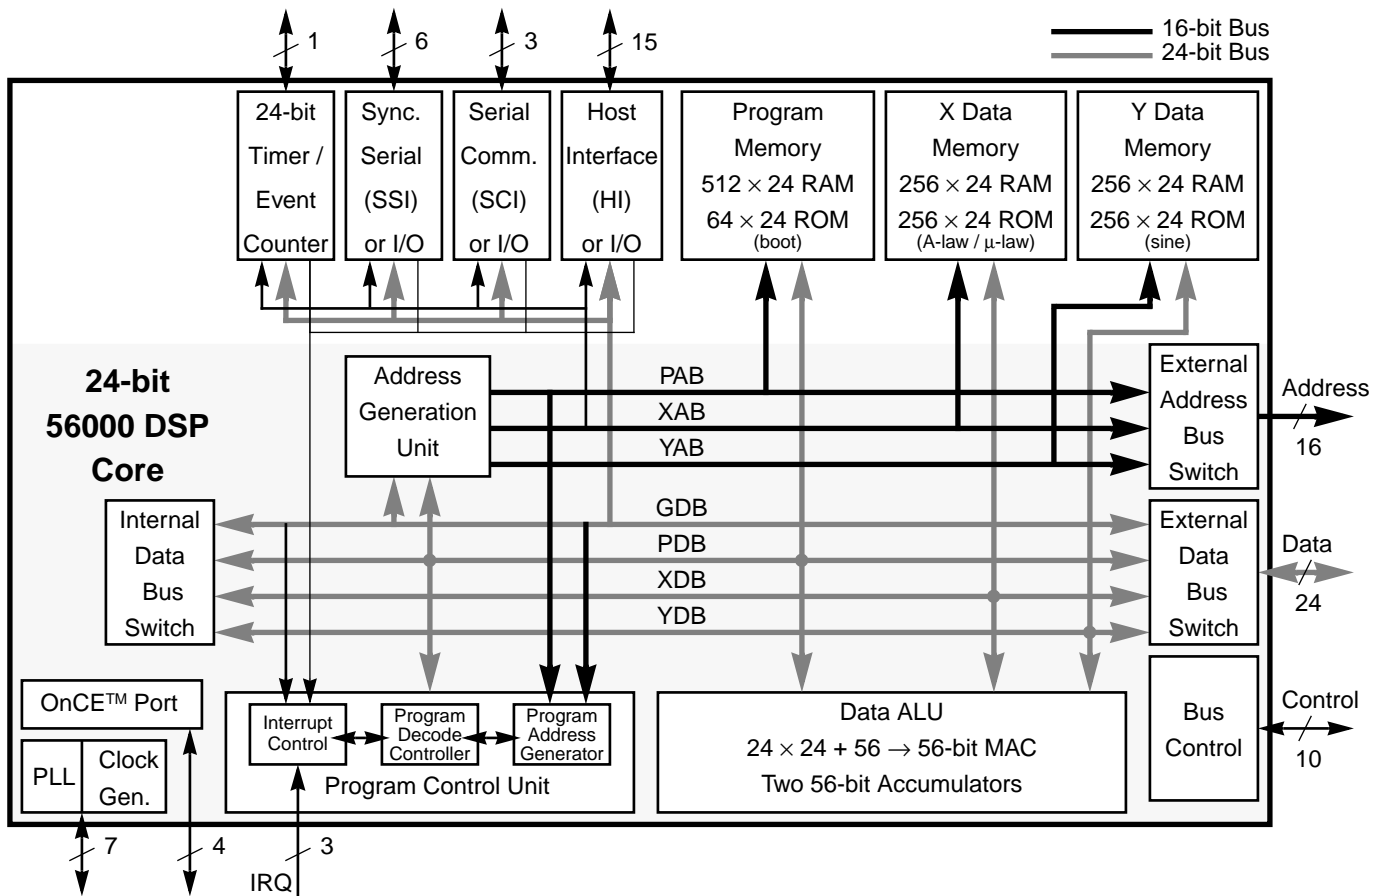 1
6
3
15
16-bit Bus
24-bit Bus
24-bit
Timer /
Event
Counter
Sync.
Serial
(SSI)
or I/O
Serial
Comm.
(SCI)
or I/O
Host
Interface
(HI)
or I/O
Program
Memory
512 × 24 RAM
64 × 24 ROM
(boot)
X Data
Memory
256 × 24 RAM
256 × 24 ROM
(A-law / μ-law)
Y Data
Memory
256 × 24 RAM
256 × 24 ROM
(sine)
24-bit
56000 DSP
Core
Address
Generation
Unit
PAB
XAB
YAB
External
Address
Bus
Switch
Address
16
Internal
Data
Bus
Switch
GDB
PDB
XDB
YDB
External
Data
Bus
Switch
Data
24
OnCE™ Port
PLL
Clock
Gen.
Interrupt
Control
Program
Decode
Controller
Program
Address
Generator
Program Control Unit
Data ALU
24 × 24 + 56 → 56-bit MAC
Two 56-bit Accumulators
Bus
Control
Control
10
7
4
3
IRQ